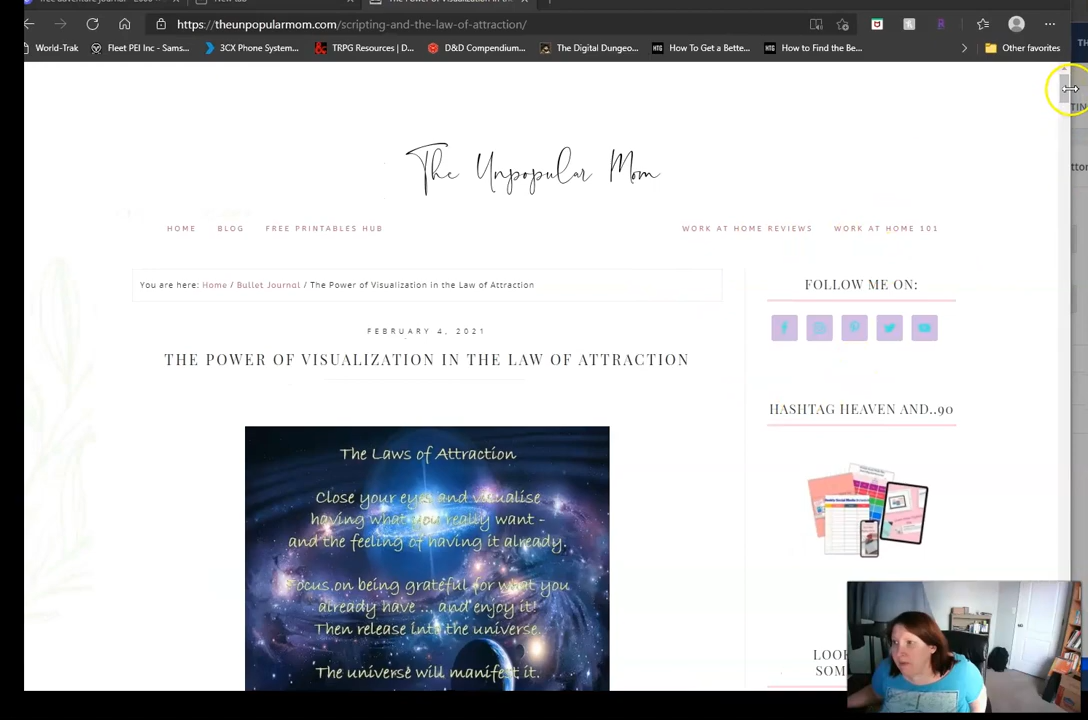 https://theunpopularmom.com/scripting-and-the-law-of-attraction/
World-Trak
Fleet PEI Inc - Sams...
3CX Phone System...
TRPG Resources | D...
D&D Compendium...
The Digital Dungeo...
How To Get a Bette...
How to Find the Be...
Other favorites
The Unpopular Mom
HOME
BLOG
FREE PRINTABLES HUB
WORK AT HOME REVIEWS
WORK AT HOME 101
You are here: Home / Bullet Journal / The Power of Visualization in the Law of Attraction
FEBRUARY 4, 2021
THE POWER OF VISUALIZATION IN THE LAW OF ATTRACTION
The Laws of Attraction
Close your eyes and visualise
having what you really want -
and the feeling of having it already.
Focus on being grateful for what you
already have ... and enjoy it!
Then release into the universe.
The universe will manifest it.
FOLLOW ME ON:
HASHTAG HEAVEN AND..90
LOOK
SOM